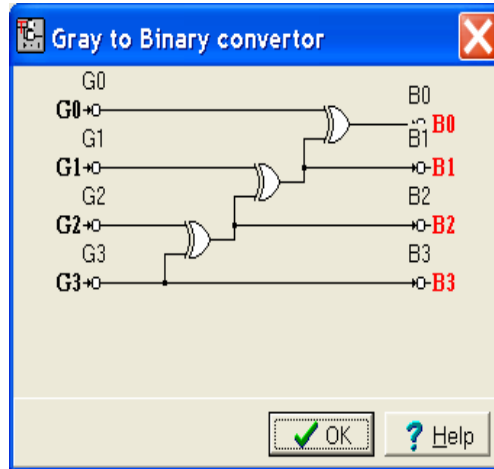 Gray to Binary convertor
G0 B0
G0 B0
G1 B1
G1 B1
G2 B2
G2 B2
G3 B3
G3 B3
OK Help